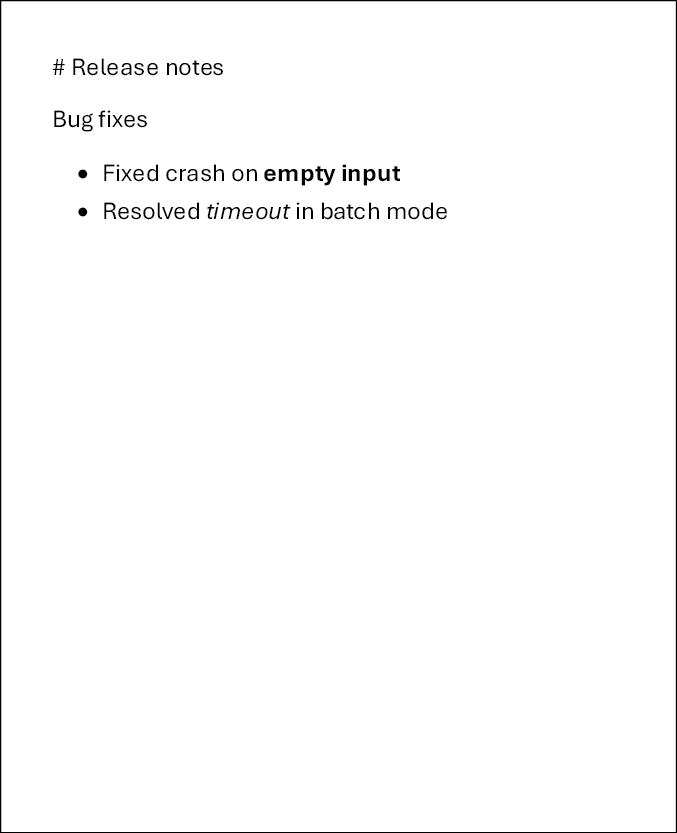 # Release notes
Bug fixes
• Fixed crash on empty input
• Resolved timeout in batch mode